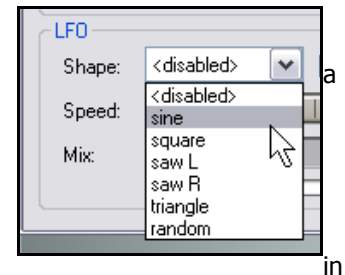 LFO
Shape: <disabled>
a
<disabled>
Speed: sine
square
Mix: saw L
saw R
triangle
random
in